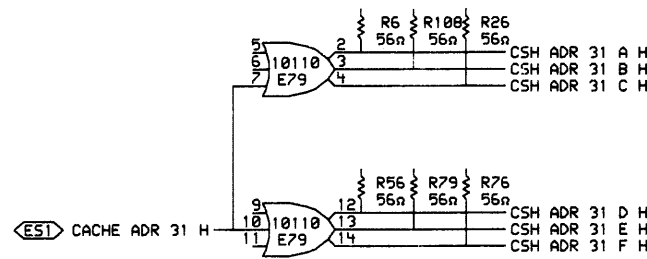 R6 R108 R26
56Ω 56Ω 56Ω
5 2 CSH ADR 31 A H
6 10110 3 CSH ADR 31 B H
7 E79 4 CSH ADR 31 C H
R56 R79 R76
56Ω 56Ω 56Ω
9 12 CSH ADR 31 D H
ES1 CACHE ADR 31 H 10 10110 13 CSH ADR 31 E H
11 E79 14 CSH ADR 31 F H